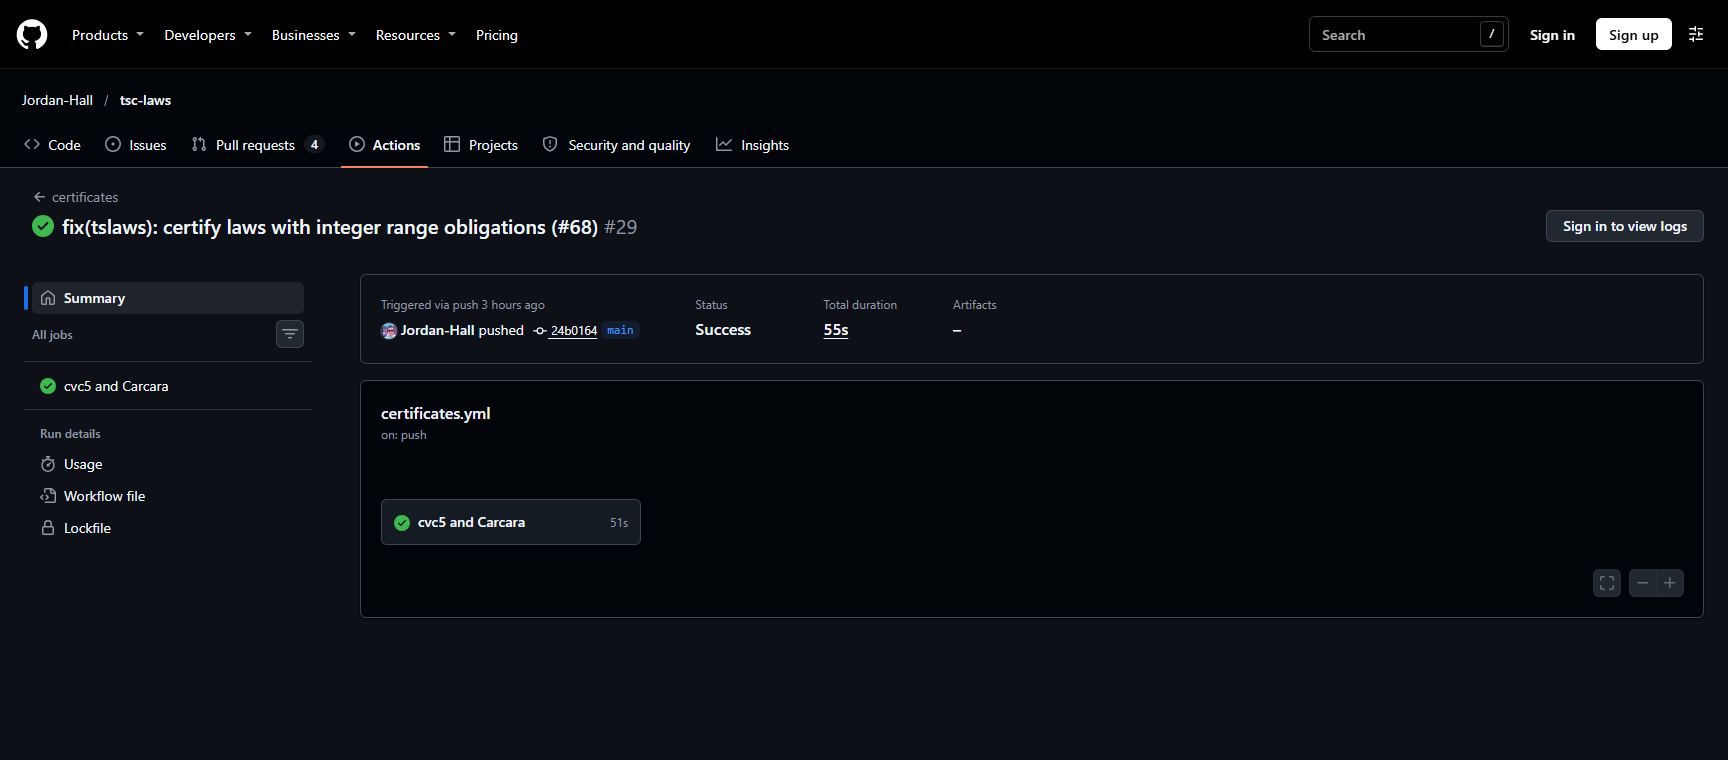 Products Developers Businesses Resources Pricing Search / Sign in Sign up
Jordan-Hall / tsc-laws
Code Issues Pull requests 4 Actions Projects Security and quality Insights
certificates
fix(tslaws): certify laws with integer range obligations (#68) #29
Sign in to view logs
Summary
All jobs
cvc5 and Carcara
Run details
Usage
Workflow file
Lockfile
Triggered via push 3 hours ago
Jordan-Hall pushed 24b0164 main
Status
Success
Total duration
55s
Artifacts
–
certificates.yml
on: push
cvc5 and Carcara 51s